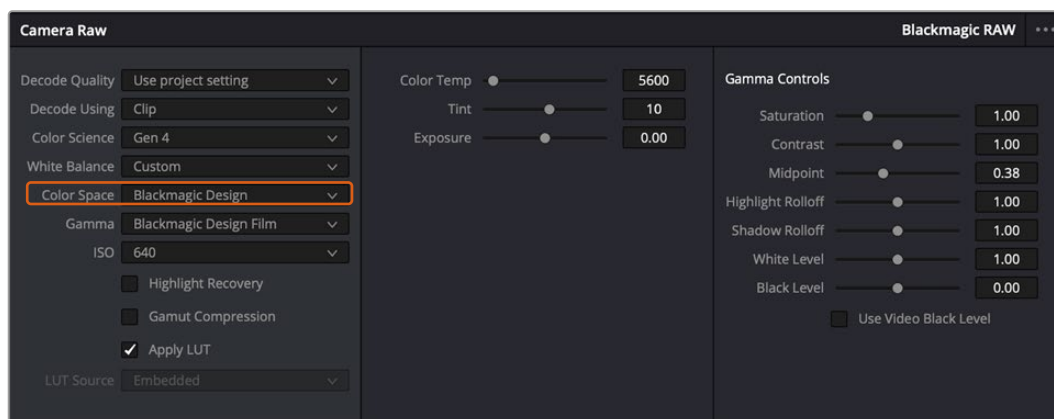 Camera Raw
Blackmagic RAW
Decode Quality Use project setting
Decode Using Clip
Color Science Gen 4
White Balance Custom
Color Space Blackmagic Design
Gamma Blackmagic Design Film
ISO 640
Highlight Recovery
Gamut Compression
Apply LUT
LUT Source Embedded
Color Temp 5600
Tint 10
Exposure 0.00
Gamma Controls
Saturation 1.00
Contrast 1.00
Midpoint 0.38
Highlight Rolloff 1.00
Shadow Rolloff 1.00
White Level 1.00
Black Level 0.00
Use Video Black Level